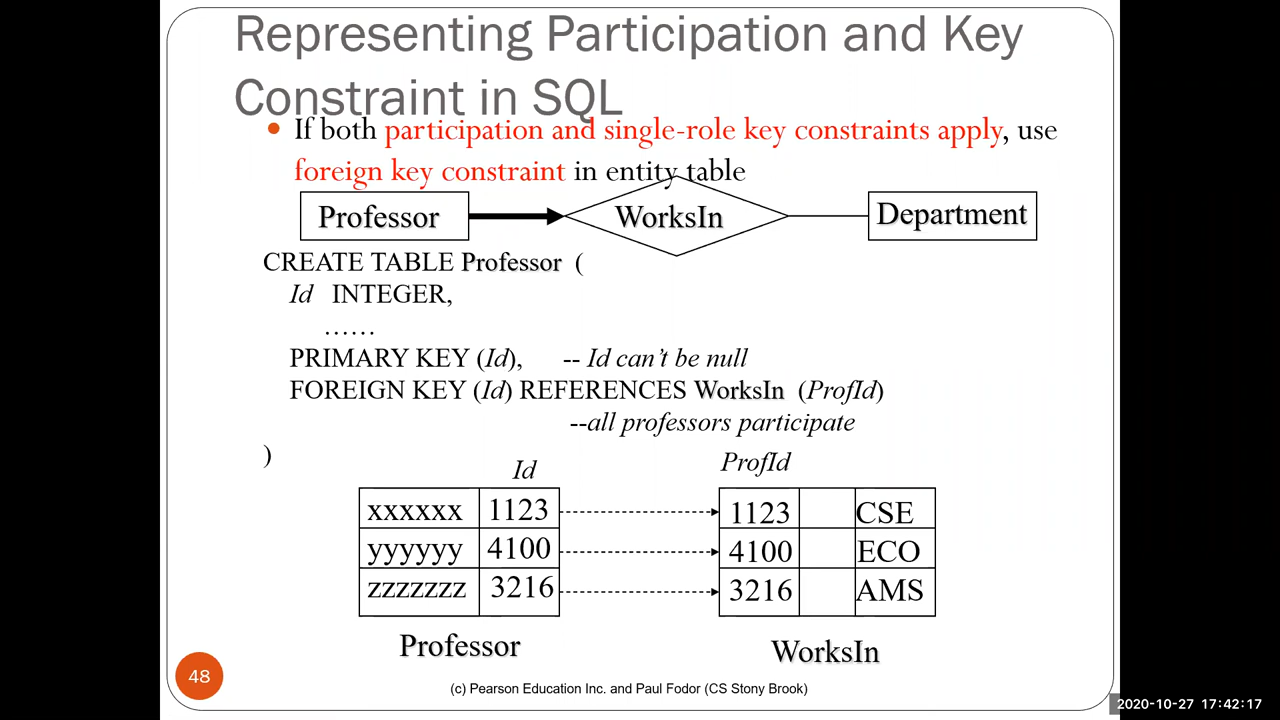 Representing Participation and Key
Constraint in SQL
If both participation and single-role key constraints apply, use
foreign key constraint in entity table
Professor WorksIn Department
CREATE TABLE Professor (
Id INTEGER,
……
PRIMARY KEY (Id), -- Id can't be null
FOREIGN KEY (Id) REFERENCES WorksIn (ProfId)
--all professors participate
)
Id ProfId
xxxxxx 1123 1123 CSE
yyyyyy 4100 4100 ECO
zzzzzzz 3216 3216 AMS
Professor WorksIn
48
(c) Pearson Education Inc. and Paul Fodor (CS Stony Brook)
2020-10-27 17:42:17